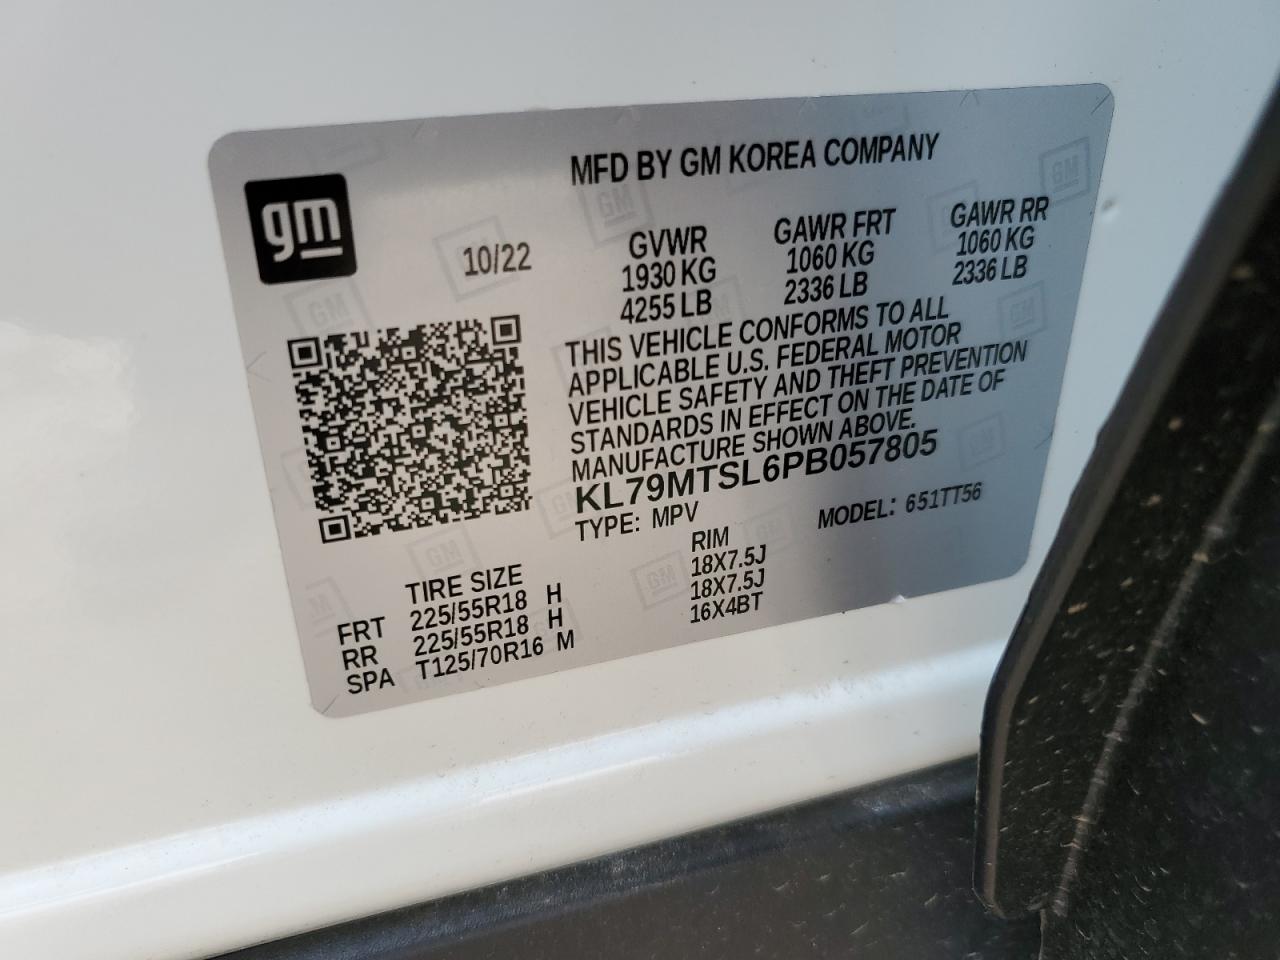 gm
MFD BY GM KOREA COMPANY
10/22
GVWR
1930 KG
4255 LB
GAWR FRT
1060 KG
2336 LB
GAWR RR
1060 KG
2336 LB
THIS VEHICLE CONFORMS TO ALL
APPLICABLE U.S. FEDERAL MOTOR
VEHICLE SAFETY AND THEFT PREVENTION
STANDARDS IN EFFECT ON THE DATE OF
MANUFACTURE SHOWN ABOVE.
KL79MTSL6PB057805
TYPE: MPV
MODEL: 651TT56
TIRE SIZE
RIM
FRT 225/55R18 H 18X7.5J
RR 225/55R18 H 18X7.5J
SPA T125/70R16 M 16X4BT